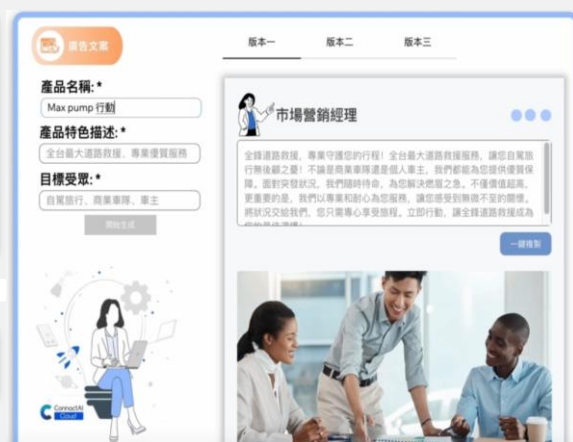 廣告文案
產品名稱: *
Max pump 行動
產品特色描述: *
全台最大道路救援、專業優質服務
目標受眾: *
自駕旅行、商業車隊、車主
開始生成
ConnactAI
Cloud
版本一
版本二
版本三
市場營銷經理
全鋒道路救援，專業守護您的行程！全台最大道路救援服務，讓您自駕旅
行無後顧之憂！不論是商業車隊還是個人車主，我們都能為您提供優質保
障。面對突發狀況，我們隨時待命，為您解決燃眉之急。不僅價值超高，
更重要的是，我們以專業和耐心為您服務，讓您感受到無微不至的關懷。
將狀況交給我們，您只需專心享受旅程。立即行動，讓全鋒道路救援成為
一鍵複製